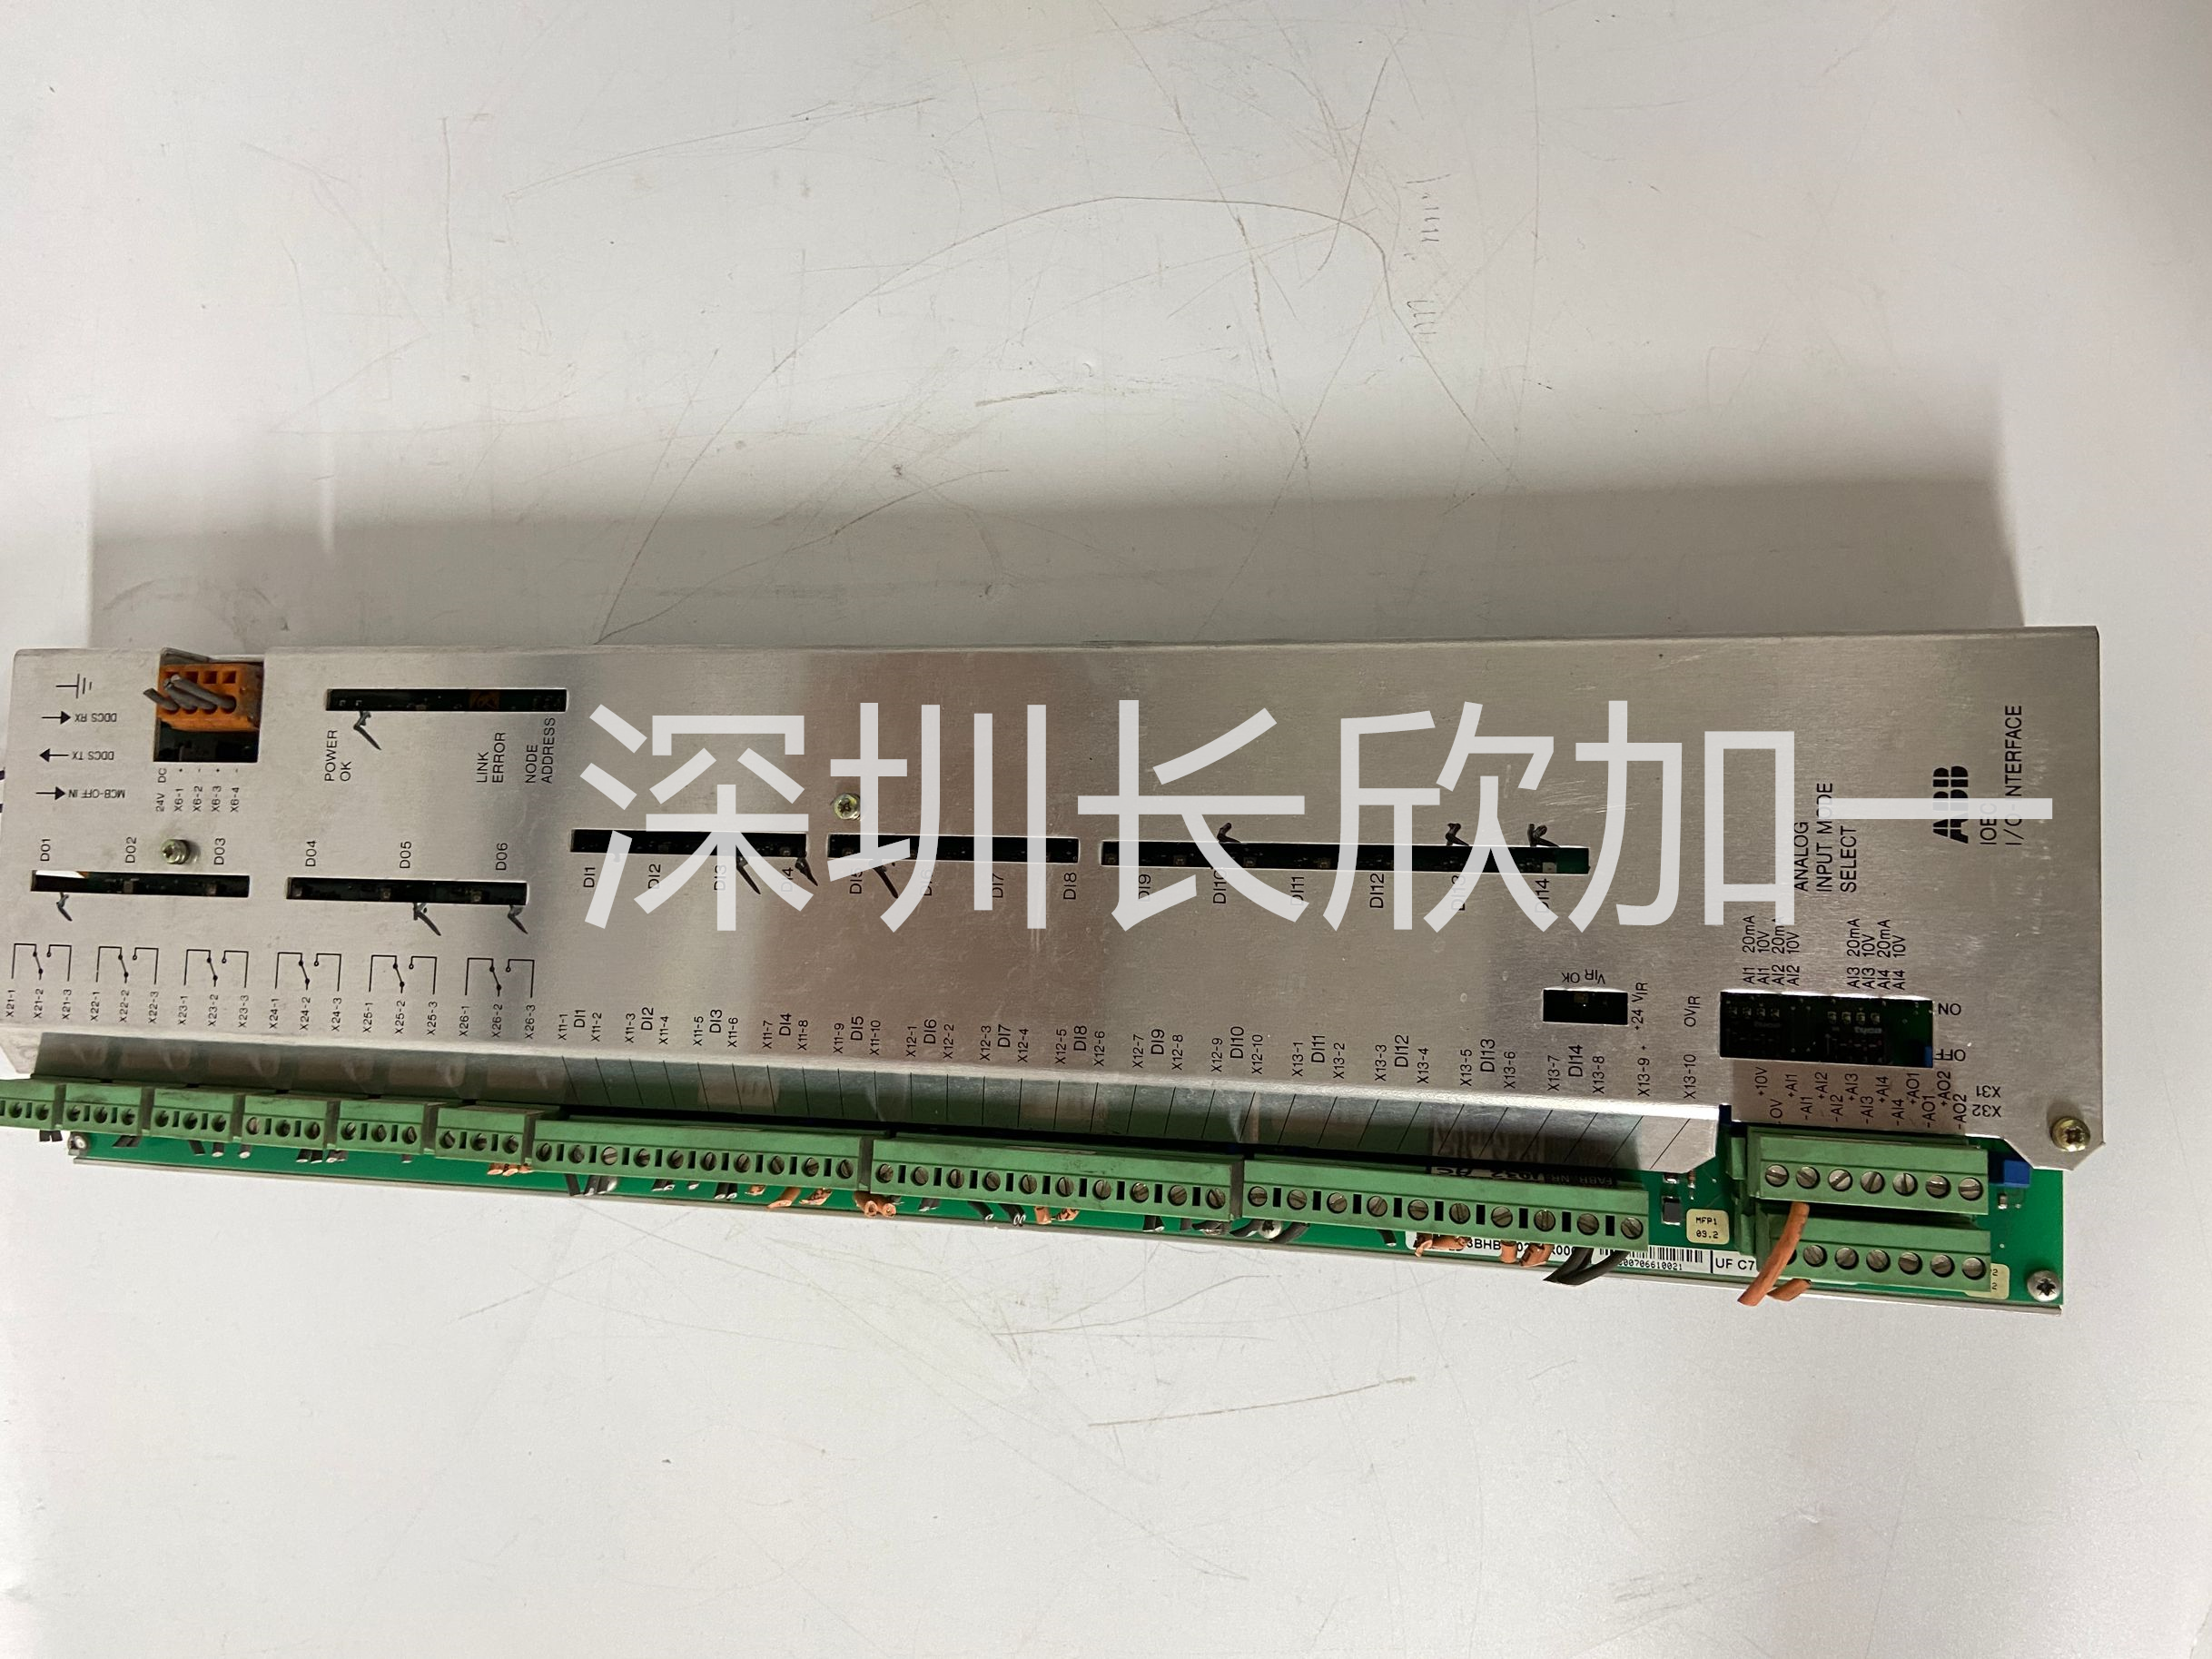 DDCS RX
DDCS TX
MCB-OFF IN
24V DC
X6-1 +
X6-2 -
X6-3 +
X6-4 -
POWER
OK
LINK
ERROR
NODE
ADDRESS
深圳长欣加一
DO1
DO2
DO3
DO4
DO5
DO6
DI1
DI2
DI3
DI4
DI5
DI6
DI7
DI8
DI9
DI10
DI11
DI12
DI13
DI14
ANALOG
INPUT MODE
SELECT
ABB
I/O INTERFACE
X21-1
X21-2
X21-3
X22-1
X22-2
X22-3
X23-1
X23-2
X23-3
X24-1
X24-2
X24-3
X25-1
X25-2
X25-3
X26-1
X26-2
X26-3
X11-1
DI1
X11-2
X11-3
DI2
X11-4
X11-5
DI3
X11-6
X11-7
DI4
X11-8
X11-9
DI5
X11-10
X12-1
DI6
X12-2
X12-3
DI7
X12-4
X12-5
DI8
X12-6
X12-7
DI9
X12-8
X12-9
DI10
X12-10
X13-1
DI11
X13-2
X13-3
DI12
X13-4
X13-5
DI13
X13-6
X13-7
DI14
X13-8
VIR OK
X13-9 + +24 VIR
X13-10 OVIR
AI1 20mA
AI1 10V
AI2 20mA
AI2 10V
AI3 20mA
AI3 10V
AI4 20mA
AI4 10V
ON
OFF
+10V
-OV
+AI1
-AI1
+AI2
-AI2
+AI3
-AI3
+AI4
-AI4
+AO1
-AO1
+AO2
-AO2
X31
X32
MFP1
09.2
UF C7